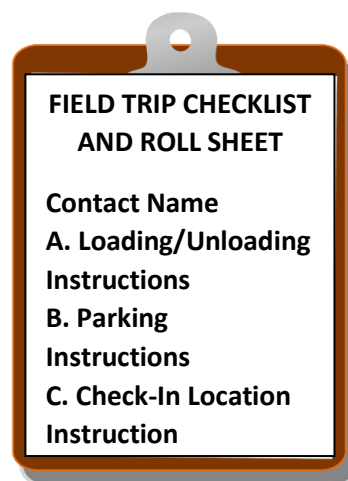 FIELD TRIP CHECKLIST
AND ROLL SHEET
Contact Name
A. Loading/Unloading
Instructions
B. Parking
Instructions
C. Check-In Location
Instruction